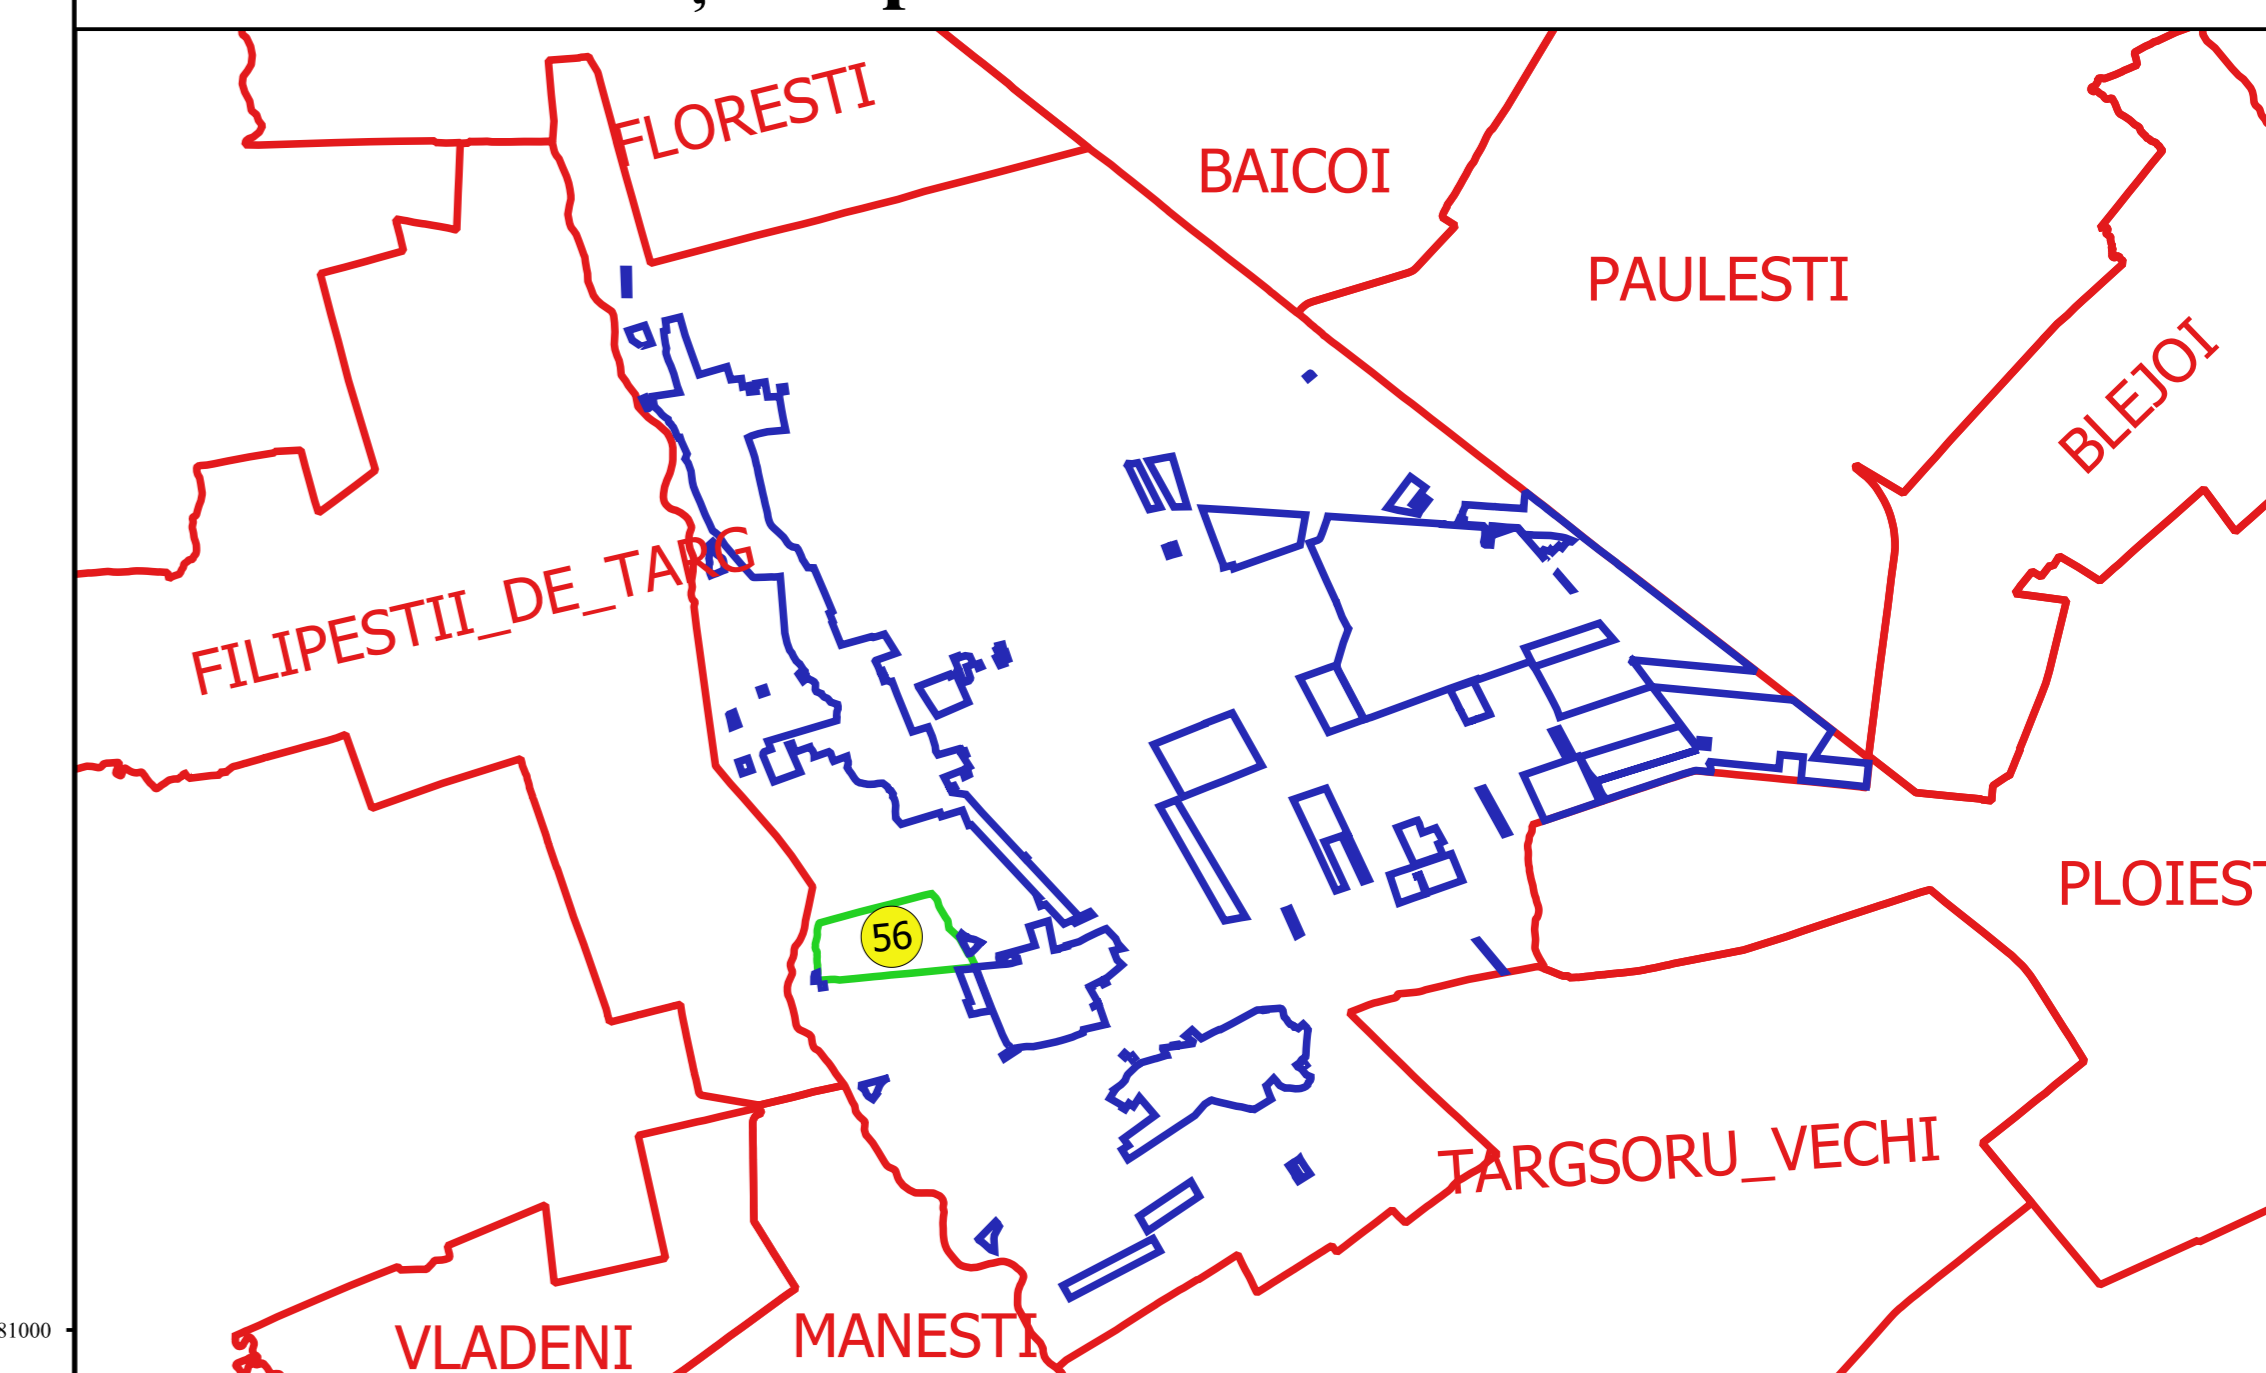 FLORESTI
BAICOI
PAULESTI
BLEJOI
FILIPESTII_DE_TARG
56
PLOIEST
TARGSORU_VECHI
VLADENI
MANESTI
81000